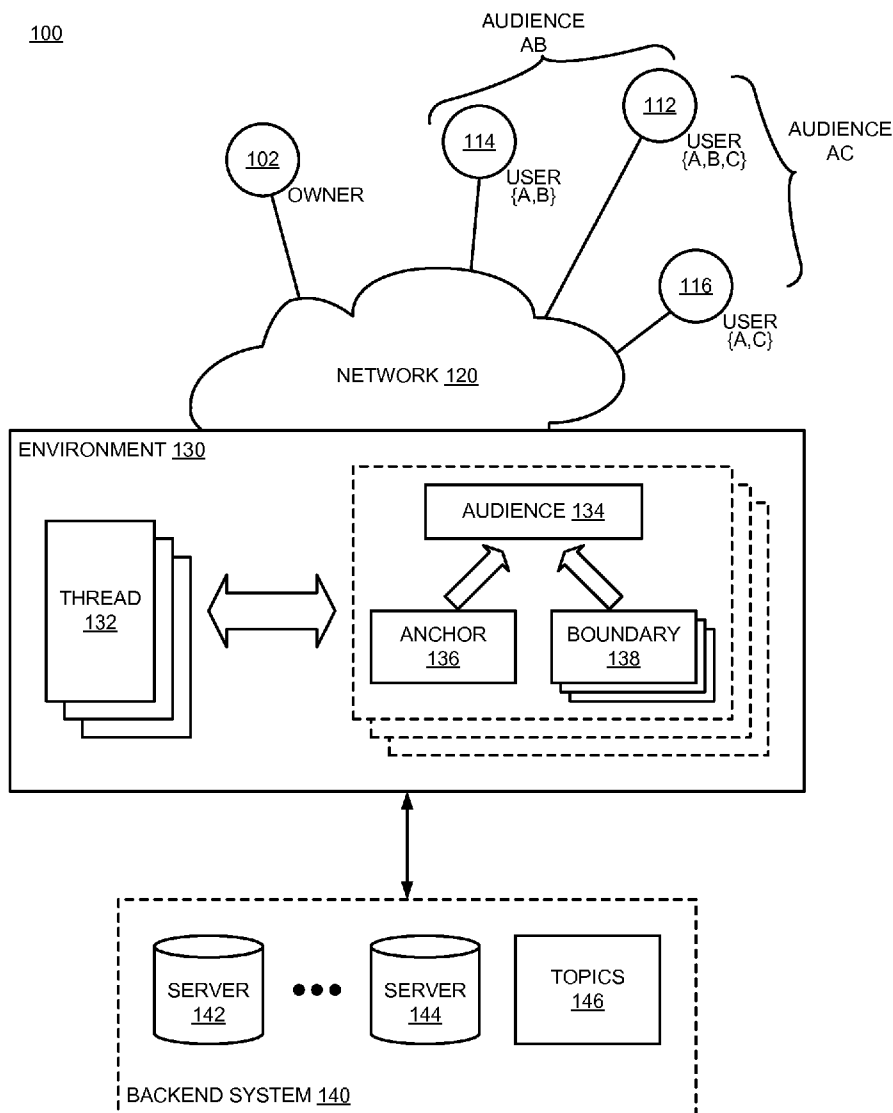 100
AUDIENCE
AB
112
USER
{A,B,C}
AUDIENCE
AC
114
USER
{A,B}
102
OWNER
116
USER
{A,C}
NETWORK 120
ENVIRONMENT 130
AUDIENCE 134
THREAD
132
ANCHOR
136
BOUNDARY
138
SERVER
142
SERVER
144
TOPICS
146
BACKEND SYSTEM 140